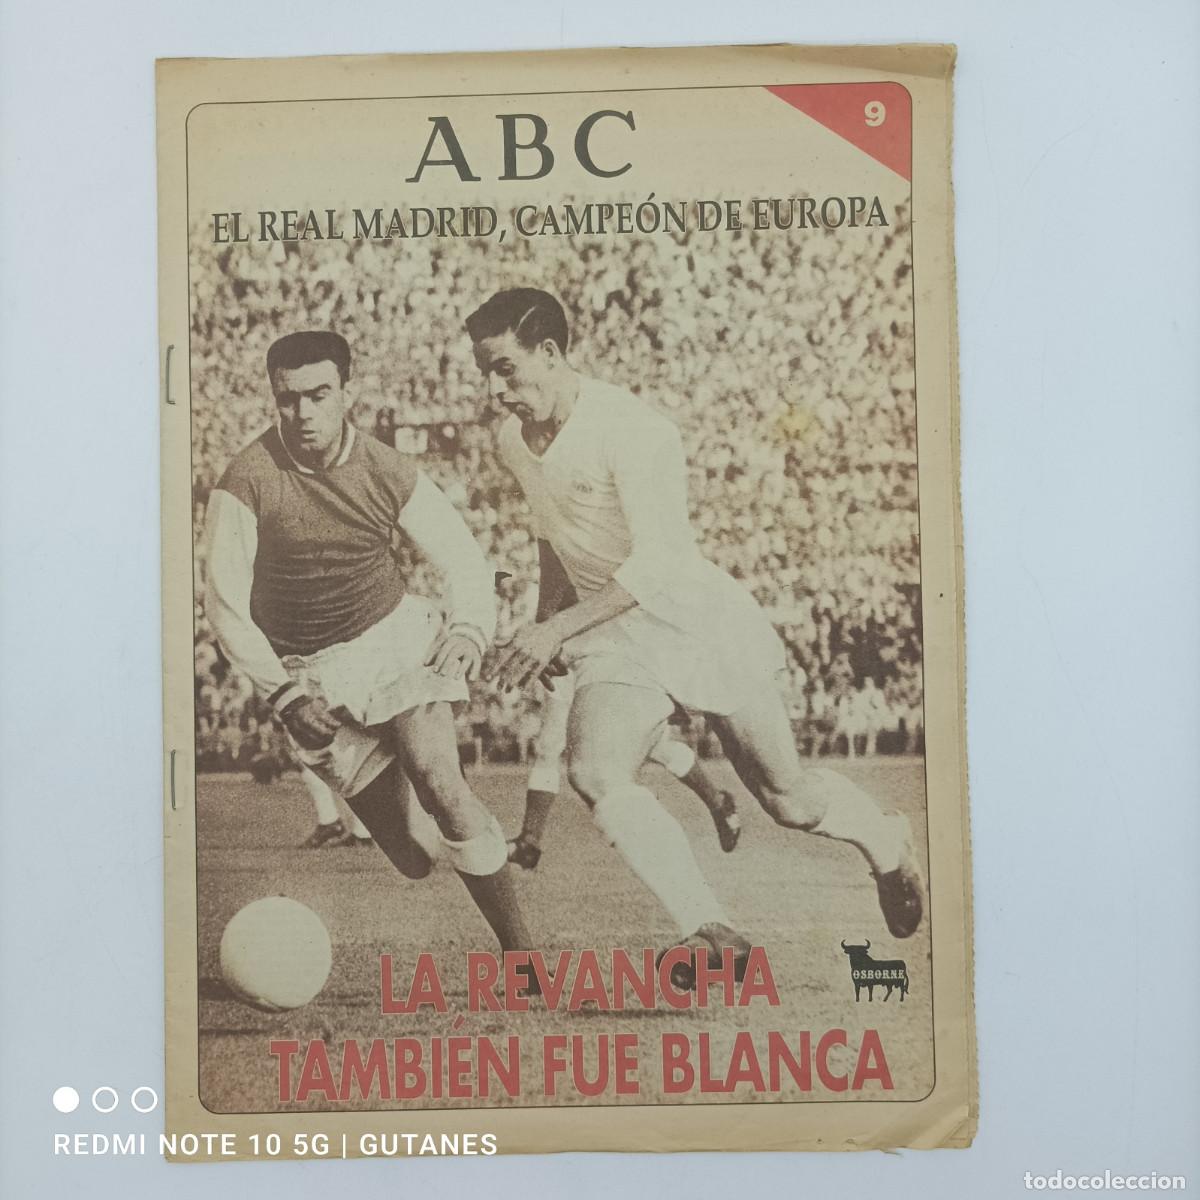 9
ABC
EL REAL MADRID, CAMPEÓN DE EUROPA
OSBORNE
LA REVANCHA
TAMBIÉN FUE BLANCA
REDMI NOTE 10 5G | GUTANES
todocoleccion